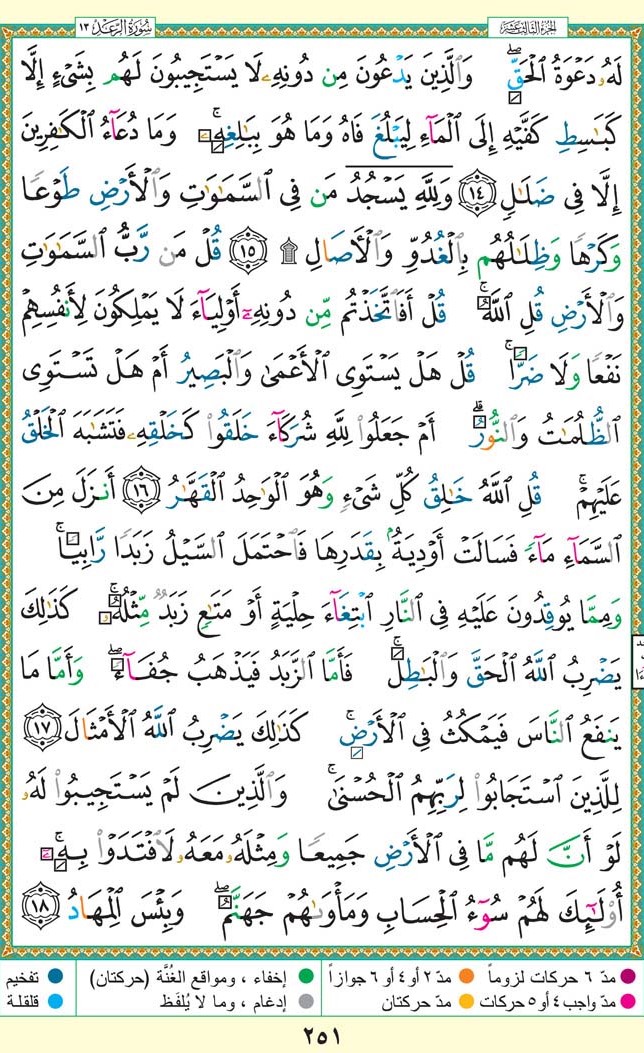 سُورَةُ الرَّعْدِ ١٣
الجزء الثالث عشر
لَهُۥ دَعْوَةُ ٱلْحَقِّ ۖ وَٱلَّذِينَ يَدْعُونَ مِن دُونِهِۦ لَا يَسْتَجِيبُونَ لَهُم بِشَىْءٍ إِلَّا
كَبَـٰسِطِ كَفَّيْهِ إِلَى ٱلْمَآءِ لِيَبْلُغَ فَاهُ وَمَا هُوَ بِبَـٰلِغِهِۦ ۚ وَمَا دُعَآءُ ٱلْكَـٰفِرِينَ
إِلَّا فِى ضَلَـٰلٍ ١٤ وَلِلَّهِ يَسْجُدُ مَن فِى ٱلسَّمَـٰوَٰتِ وَٱلْأَرْضِ طَوْعًا
وَكَرْهًا وَظِلَـٰلُهُم بِٱلْغُدُوِّ وَٱلْـَٔاصَالِ ۩ ١٥ قُلْ مَن رَّبُّ ٱلسَّمَـٰوَٰتِ
وَٱلْأَرْضِ قُلِ ٱللَّهُ ۚ قُلْ أَفَٱتَّخَذْتُم مِّن دُونِهِۦٓ أَوْلِيَآءَ لَا يَمْلِكُونَ لِأَنفُسِهِمْ
نَفْعًا وَلَا ضَرًّا ۚ قُلْ هَلْ يَسْتَوِى ٱلْأَعْمَىٰ وَٱلْبَصِيرُ أَمْ هَلْ تَسْتَوِى
ٱلظُّلُمَـٰتُ وَٱلنُّورُ ۗ أَمْ جَعَلُوا۟ لِلَّهِ شُرَكَآءَ خَلَقُوا۟ كَخَلْقِهِۦ فَتَشَـٰبَهَ ٱلْخَلْقُ
عَلَيْهِمْ ۚ قُلِ ٱللَّهُ خَـٰلِقُ كُلِّ شَىْءٍ وَهُوَ ٱلْوَٰحِدُ ٱلْقَهَّـٰرُ ١٦ أَنزَلَ مِنَ
ٱلسَّمَآءِ مَآءً فَسَالَتْ أَوْدِيَةٌۢ بِقَدَرِهَا فَٱحْتَمَلَ ٱلسَّيْلُ زَبَدًا رَّابِيًا ۚ
وَمِمَّا يُوقِدُونَ عَلَيْهِ فِى ٱلنَّارِ ٱبْتِغَآءَ حِلْيَةٍ أَوْ مَتَـٰعٍ زَبَدٌ مِّثْلُهُۥ ۚ كَذَٰلِكَ
يَضْرِبُ ٱللَّهُ ٱلْحَقَّ وَٱلْبَـٰطِلَ ۚ فَأَمَّا ٱلزَّبَدُ فَيَذْهَبُ جُفَآءً ۖ وَأَمَّا مَا
يَنفَعُ ٱلنَّاسَ فَيَمْكُثُ فِى ٱلْأَرْضِ ۚ كَذَٰلِكَ يَضْرِبُ ٱللَّهُ ٱلْأَمْثَالَ ١٧
لِلَّذِينَ ٱسْتَجَابُوا۟ لِرَبِّهِمُ ٱلْحُسْنَىٰ ۚ وَٱلَّذِينَ لَمْ يَسْتَجِيبُوا۟ لَهُۥ
لَوْ أَنَّ لَهُم مَّا فِى ٱلْأَرْضِ جَمِيعًا وَمِثْلَهُۥ مَعَهُۥ لَٱفْتَدَوْا۟ بِهِۦٓ ۚ
أُو۟لَـٰٓئِكَ لَهُمْ سُوٓءُ ٱلْحِسَابِ وَمَأْوَىٰهُمْ جَهَنَّمُ ۖ وَبِئْسَ ٱلْمِهَادُ ١٨
مدّ ٦ حركات لزوماً مدّ ٢ أو ٤ أو ٦ جوازاً إخفاء ، ومواقع الغُنَّة (حركتان) تفخيم
مدّ واجب ٤ أو ٥ حركات مدّ حركتان إدغام ، وما لا يُلفَظ قلقلة
٢٥١